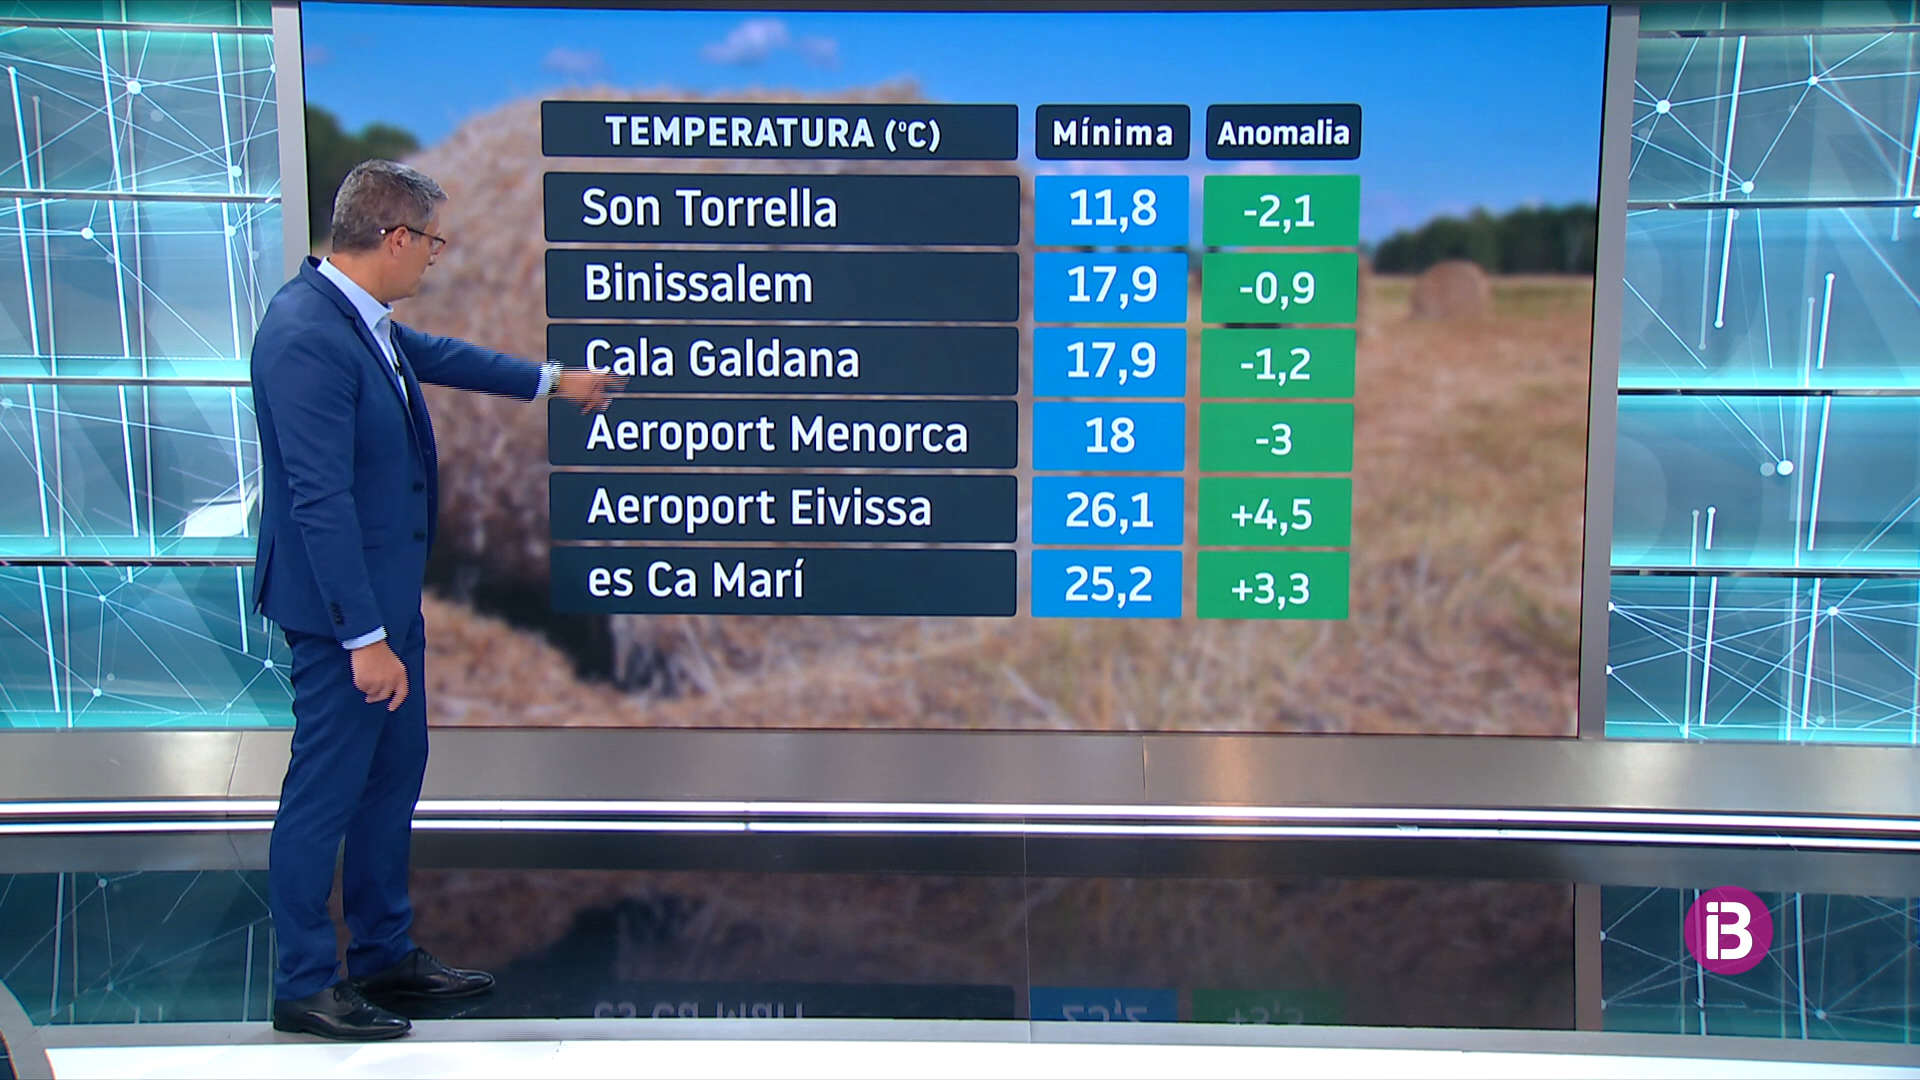 TEMPERATURA (ºC) Mínima Anomalia
Son Torrella 11,8 -2,1
Binissalem 17,9 -0,9
Cala Galdana 17,9 -1,2
Aeroport Menorca 18 -3
Aeroport Eivissa 26,1 +4,5
es Ca Marí 25,2 +3,3
iB